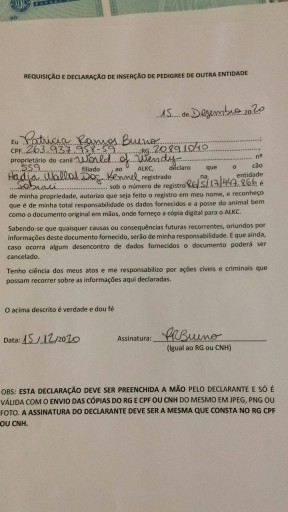 REQUISIÇÃO E DECLARAÇÃO DE INSERÇÃO DE PEDIGREE DE OUTRA ENTIDADE
15 de Dezembro 2020
Eu Patricia Ramos Bueno
CPF 263.937.958-59 RG 20891040
proprietário do canil World of Wendy nº
559 filiado ao ALKC, declaro que o cão
Hadja Wallat Dog Kennel registrado na entidade
Sobraci sob o número de registro é
de minha propriedade, autorizo que seja feito o registro em meu nome, e reconheço
que é de minha total responsabilidade os dados fornecidos e a posse do animal bem
como o documento original em mãos, onde forneço a cópia digital para o ALKC.
Sabendo-se que quaisquer causas ou consequências futuras recorrentes, oriundos por
informações deste documento fornecido, serão de minha responsabilidade. E que ainda,
caso ocorra algum desencontro de dados fornecidos o documento poderá ser
cancelado.
Tenho ciência dos meus atos e me responsabilizo por ações cíveis e criminais que
possam recorrer sobre as informações aqui declaradas.
O acima descrito é verdade e dou fé
Data: 15/12/2020 Assinatura: PRBueno
(Igual ao RG ou CNH)
OBS: ESTA DECLARAÇÃO DEVE SER PREENCHIDA A MÃO PELO DECLARANTE E SÓ É
VÁLIDA COM O ENVIO DAS CÓPIAS DO RG E CPF OU CNH DO MESMO EM JPEG, PNG OU
FOTO. A ASSINATURA DO DECLARANTE DEVE SER A MESMA QUE CONSTA NO RG CPF
OU CNH.